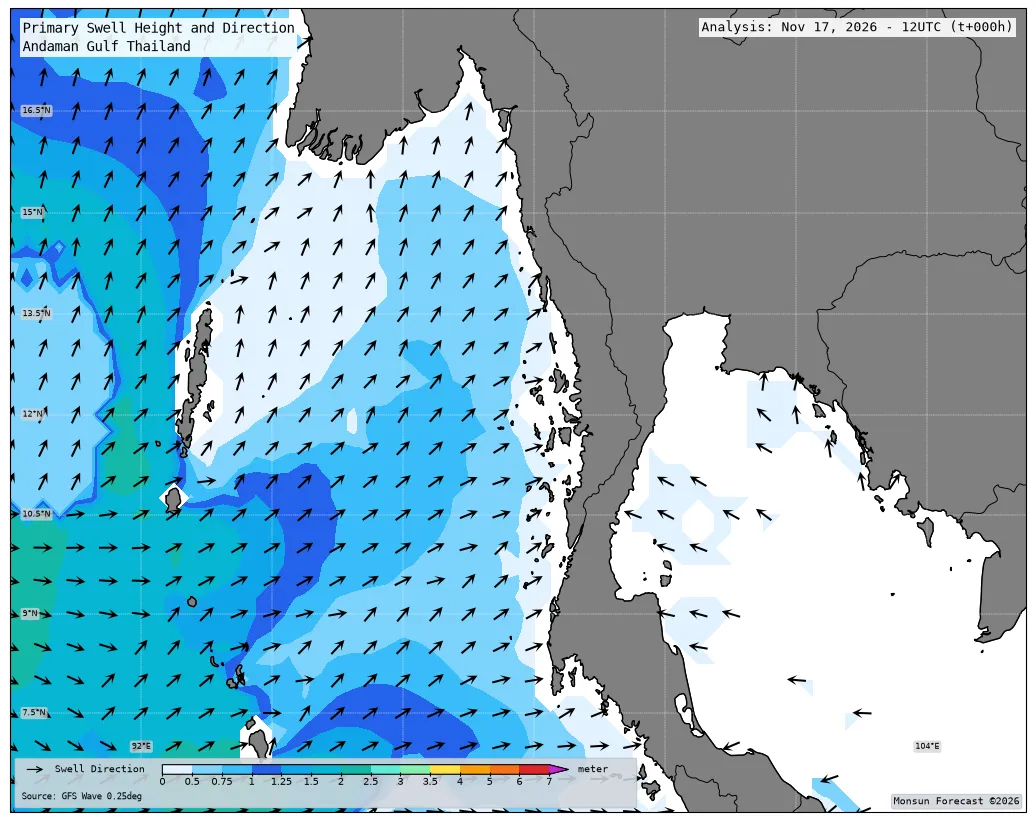 Primary Swell Height and Direction
Andaman Gulf Thailand
Analysis: Nov 17, 2026 - 12UTC (t+000h)
16.5°N
15°N
13.5°N
12°N
10.5°N
9°N
7.5°N
92°E
104°E
Swell Direction
0 0.5 0.75 1 1.25 1.5 2 2.5 3 3.5 4 5 6 7 meter
Source: GFS Wave 0.25deg
Monsun Forecast ©2026